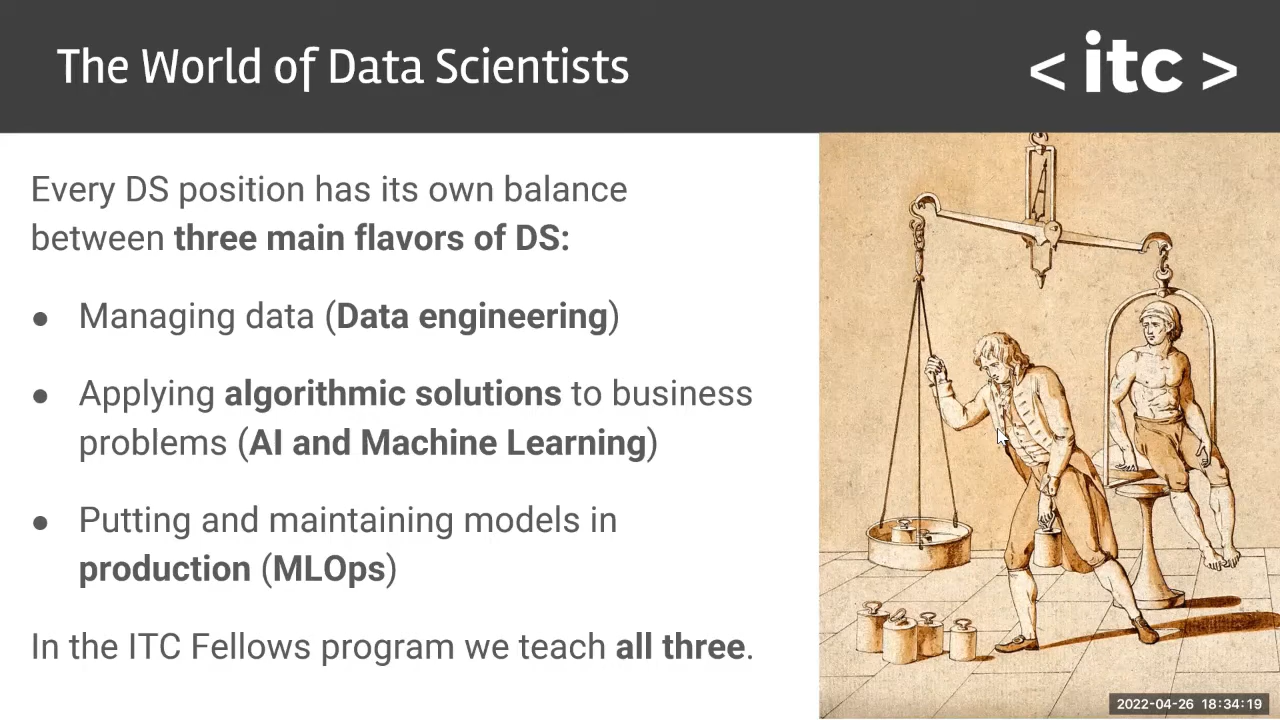 The World of Data Scientists
< itc >
Every DS position has its own balance
between three main flavors of DS:
● Managing data (Data engineering)
● Applying algorithmic solutions to business
problems (AI and Machine Learning)
● Putting and maintaining models in
production (MLOps)
In the ITC Fellows program we teach all three.
2022-04-26 18:34:19